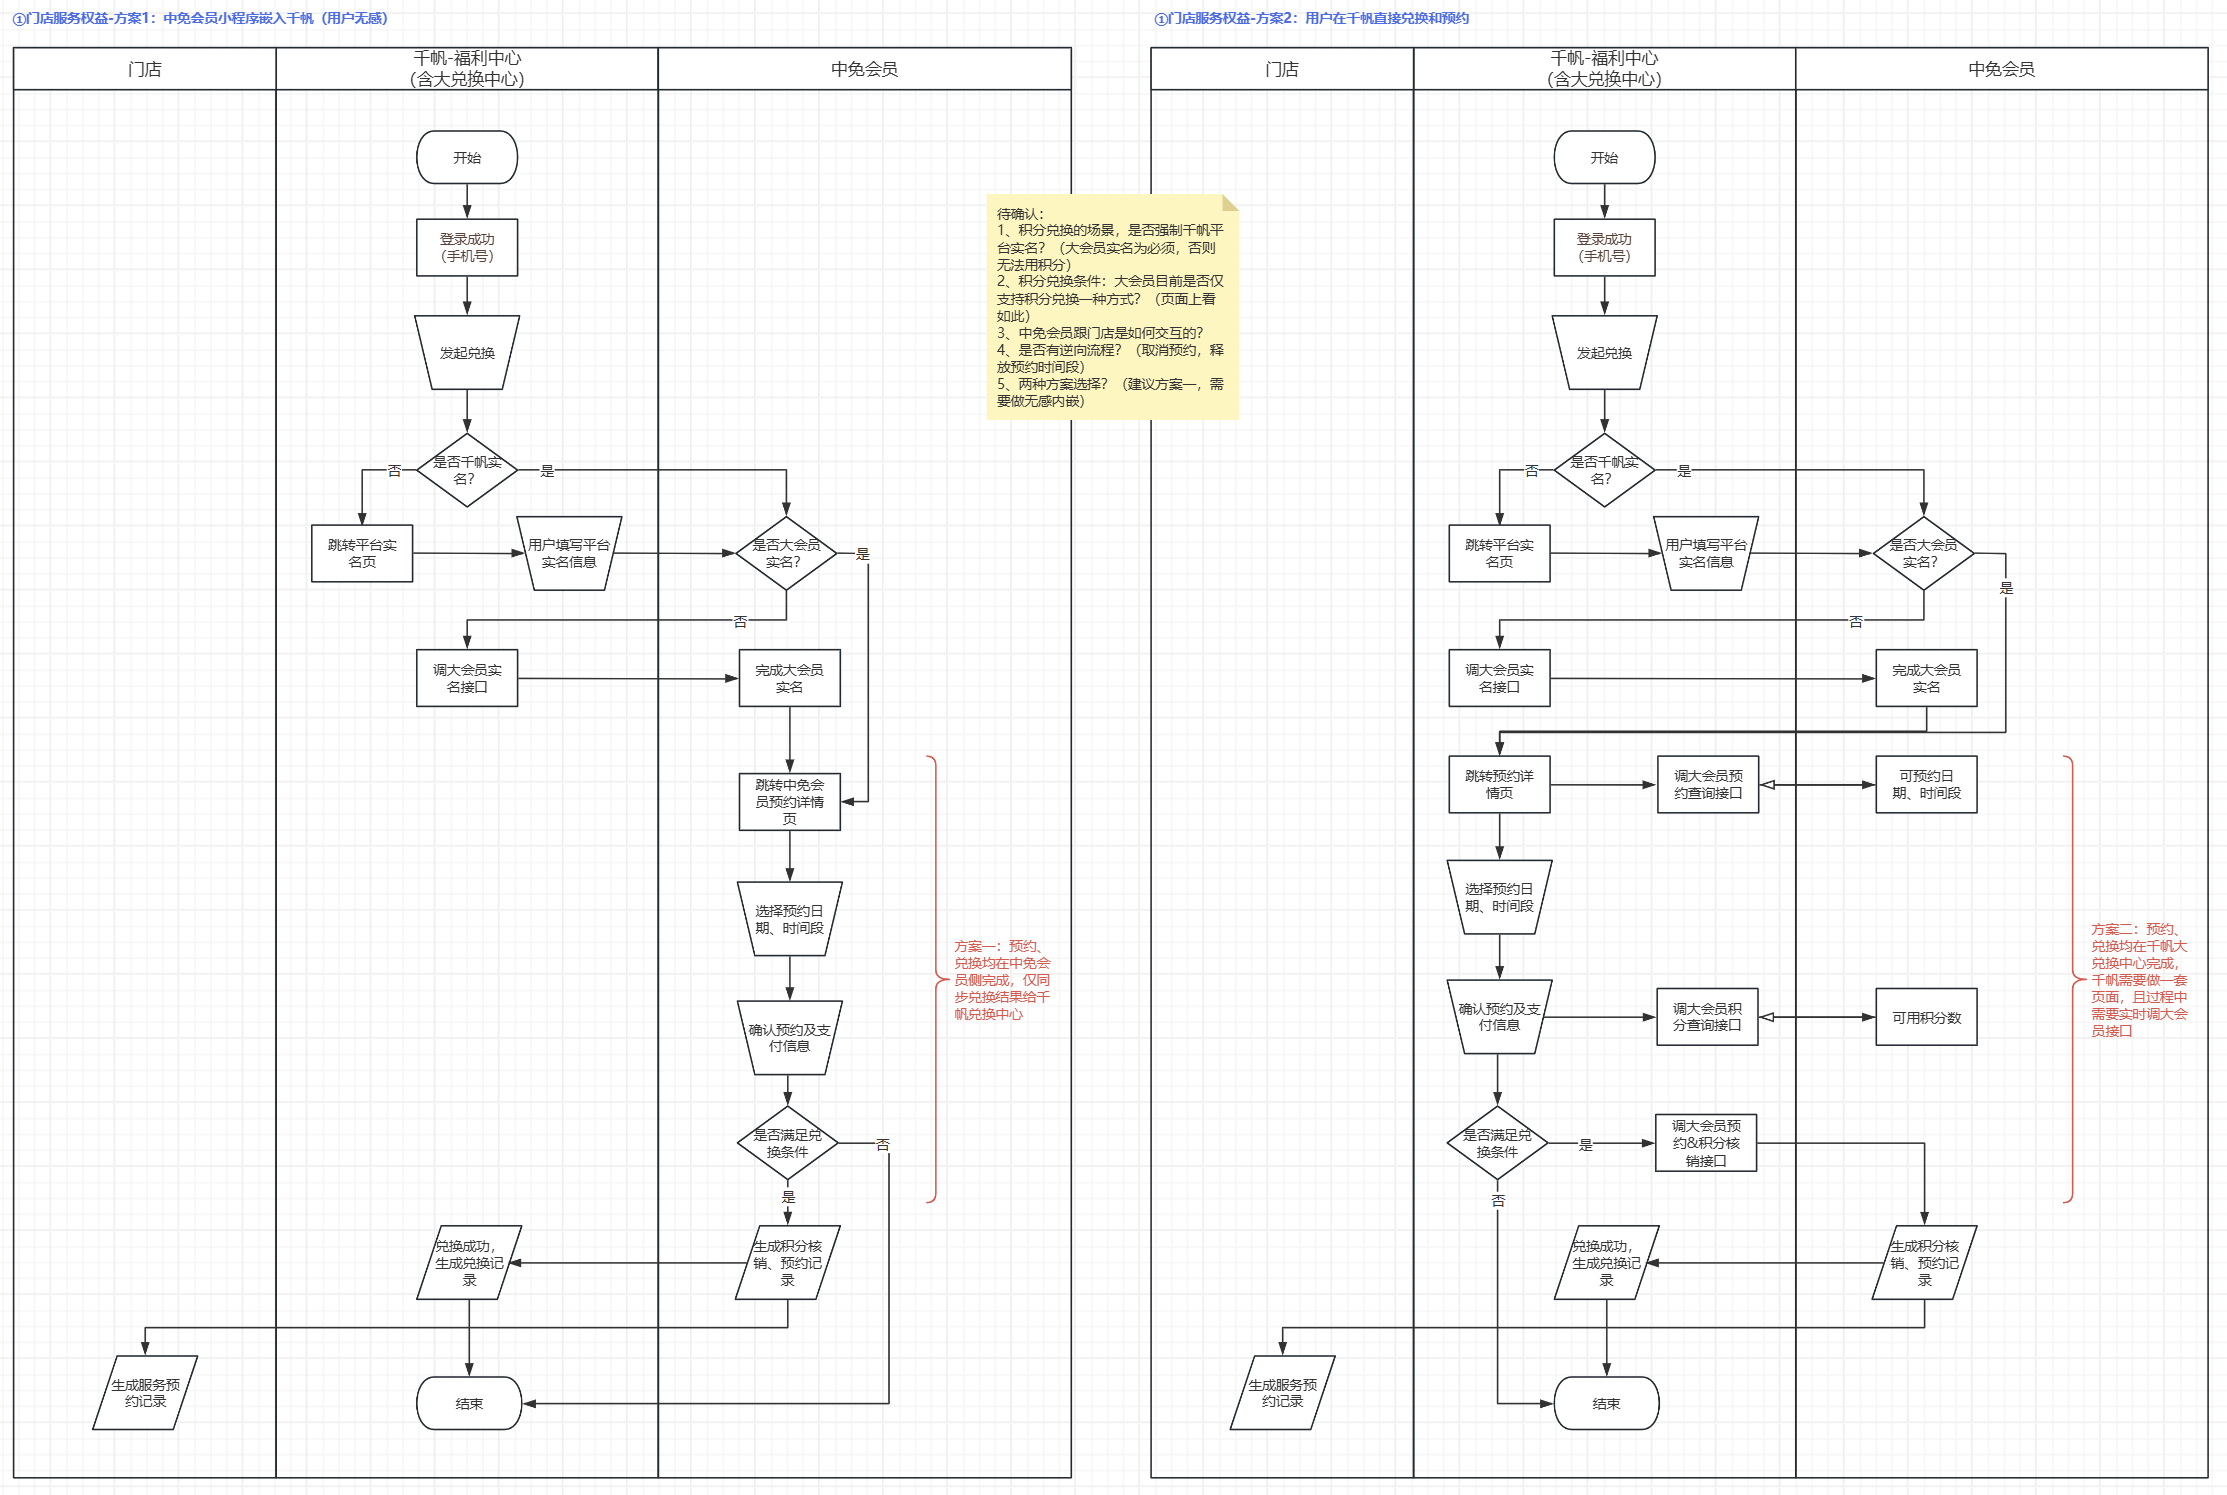 ①门店服务权益-方案1：中免会员小程序嵌入千帆（用户无感）
门店
千帆-福利中心
（含大兑换中心）
中免会员
开始
登录成功
（手机号）
发起兑换
是否千帆实
名？
否
是
跳转平台实
名页
用户填写平台
实名信息
是否大会员
实名？
是
否
调大会员实
名接口
完成大会员
实名
跳转中免会
员预约详情
页
选择预约日
期、时间段
确认预约及支
付信息
方案一：预约、
兑换均在中免会
员侧完成，仅同
步兑换结果给千
帆兑换中心
是否满足兑
换条件
否
是
兑换成功，
生成兑换记
录
生成积分核
销、预约记
录
生成服务预
约记录
结束
待确认：
1、积分兑换的场景，是否强制千帆平
台实名？（大会员实名为必须，否则
无法用积分）
2、积分兑换条件：大会员目前是否仅
支持积分兑换一种方式？（页面上看
如此）
3、中免会员跟门店是如何交互的？
4、是否有逆向流程？（取消预约，释
放预约时间段）
5、两种方案选择？（建议方案一，需
要做无感内嵌）
①门店服务权益-方案2：用户在千帆直接兑换和预约
门店
千帆-福利中心
（含大兑换中心）
中免会员
开始
登录成功
（手机号）
发起兑换
是否千帆实
名？
否
是
跳转平台实
名页
用户填写平台
实名信息
是否大会员
实名？
是
否
调大会员实
名接口
完成大会员
实名
跳转预约详
情页
调大会员预
约查询接口
可预约日
期、时间段
选择预约日
期、时间段
确认预约及支
付信息
调大会员积
分查询接口
可用积分数
方案二：预约、
兑换均在千帆大
兑换中心完成，
千帆需要做一套
页面，且过程中
需要实时调大会
员接口
是否满足兑
换条件
是
调大会员预
约&积分核
销接口
否
兑换成功，
生成兑换记
录
生成积分核
销、预约记
录
生成服务预
约记录
结束